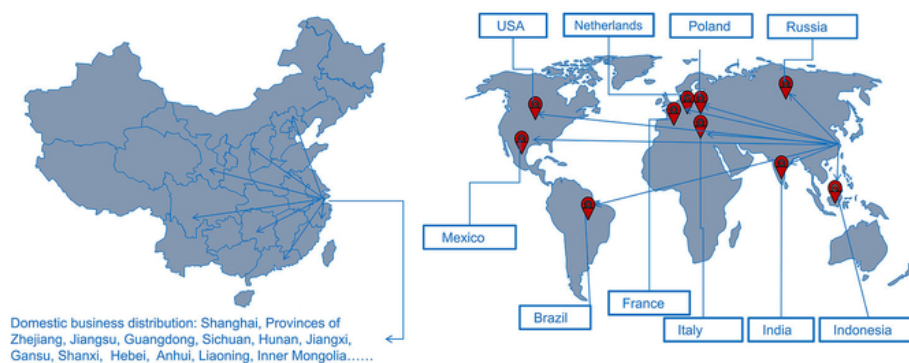 USA
Netherlands
Poland
Russia
Mexico
Brazil
France
Italy
India
Indonesia
Domestic business distribution: Shanghai, Provinces of
Zhejiang, Jiangsu, Guangdong, Sichuan, Hunan, Jiangxi,
Gansu, Shanxi, Hebei, Anhui, Liaoning, Inner Mongolia……